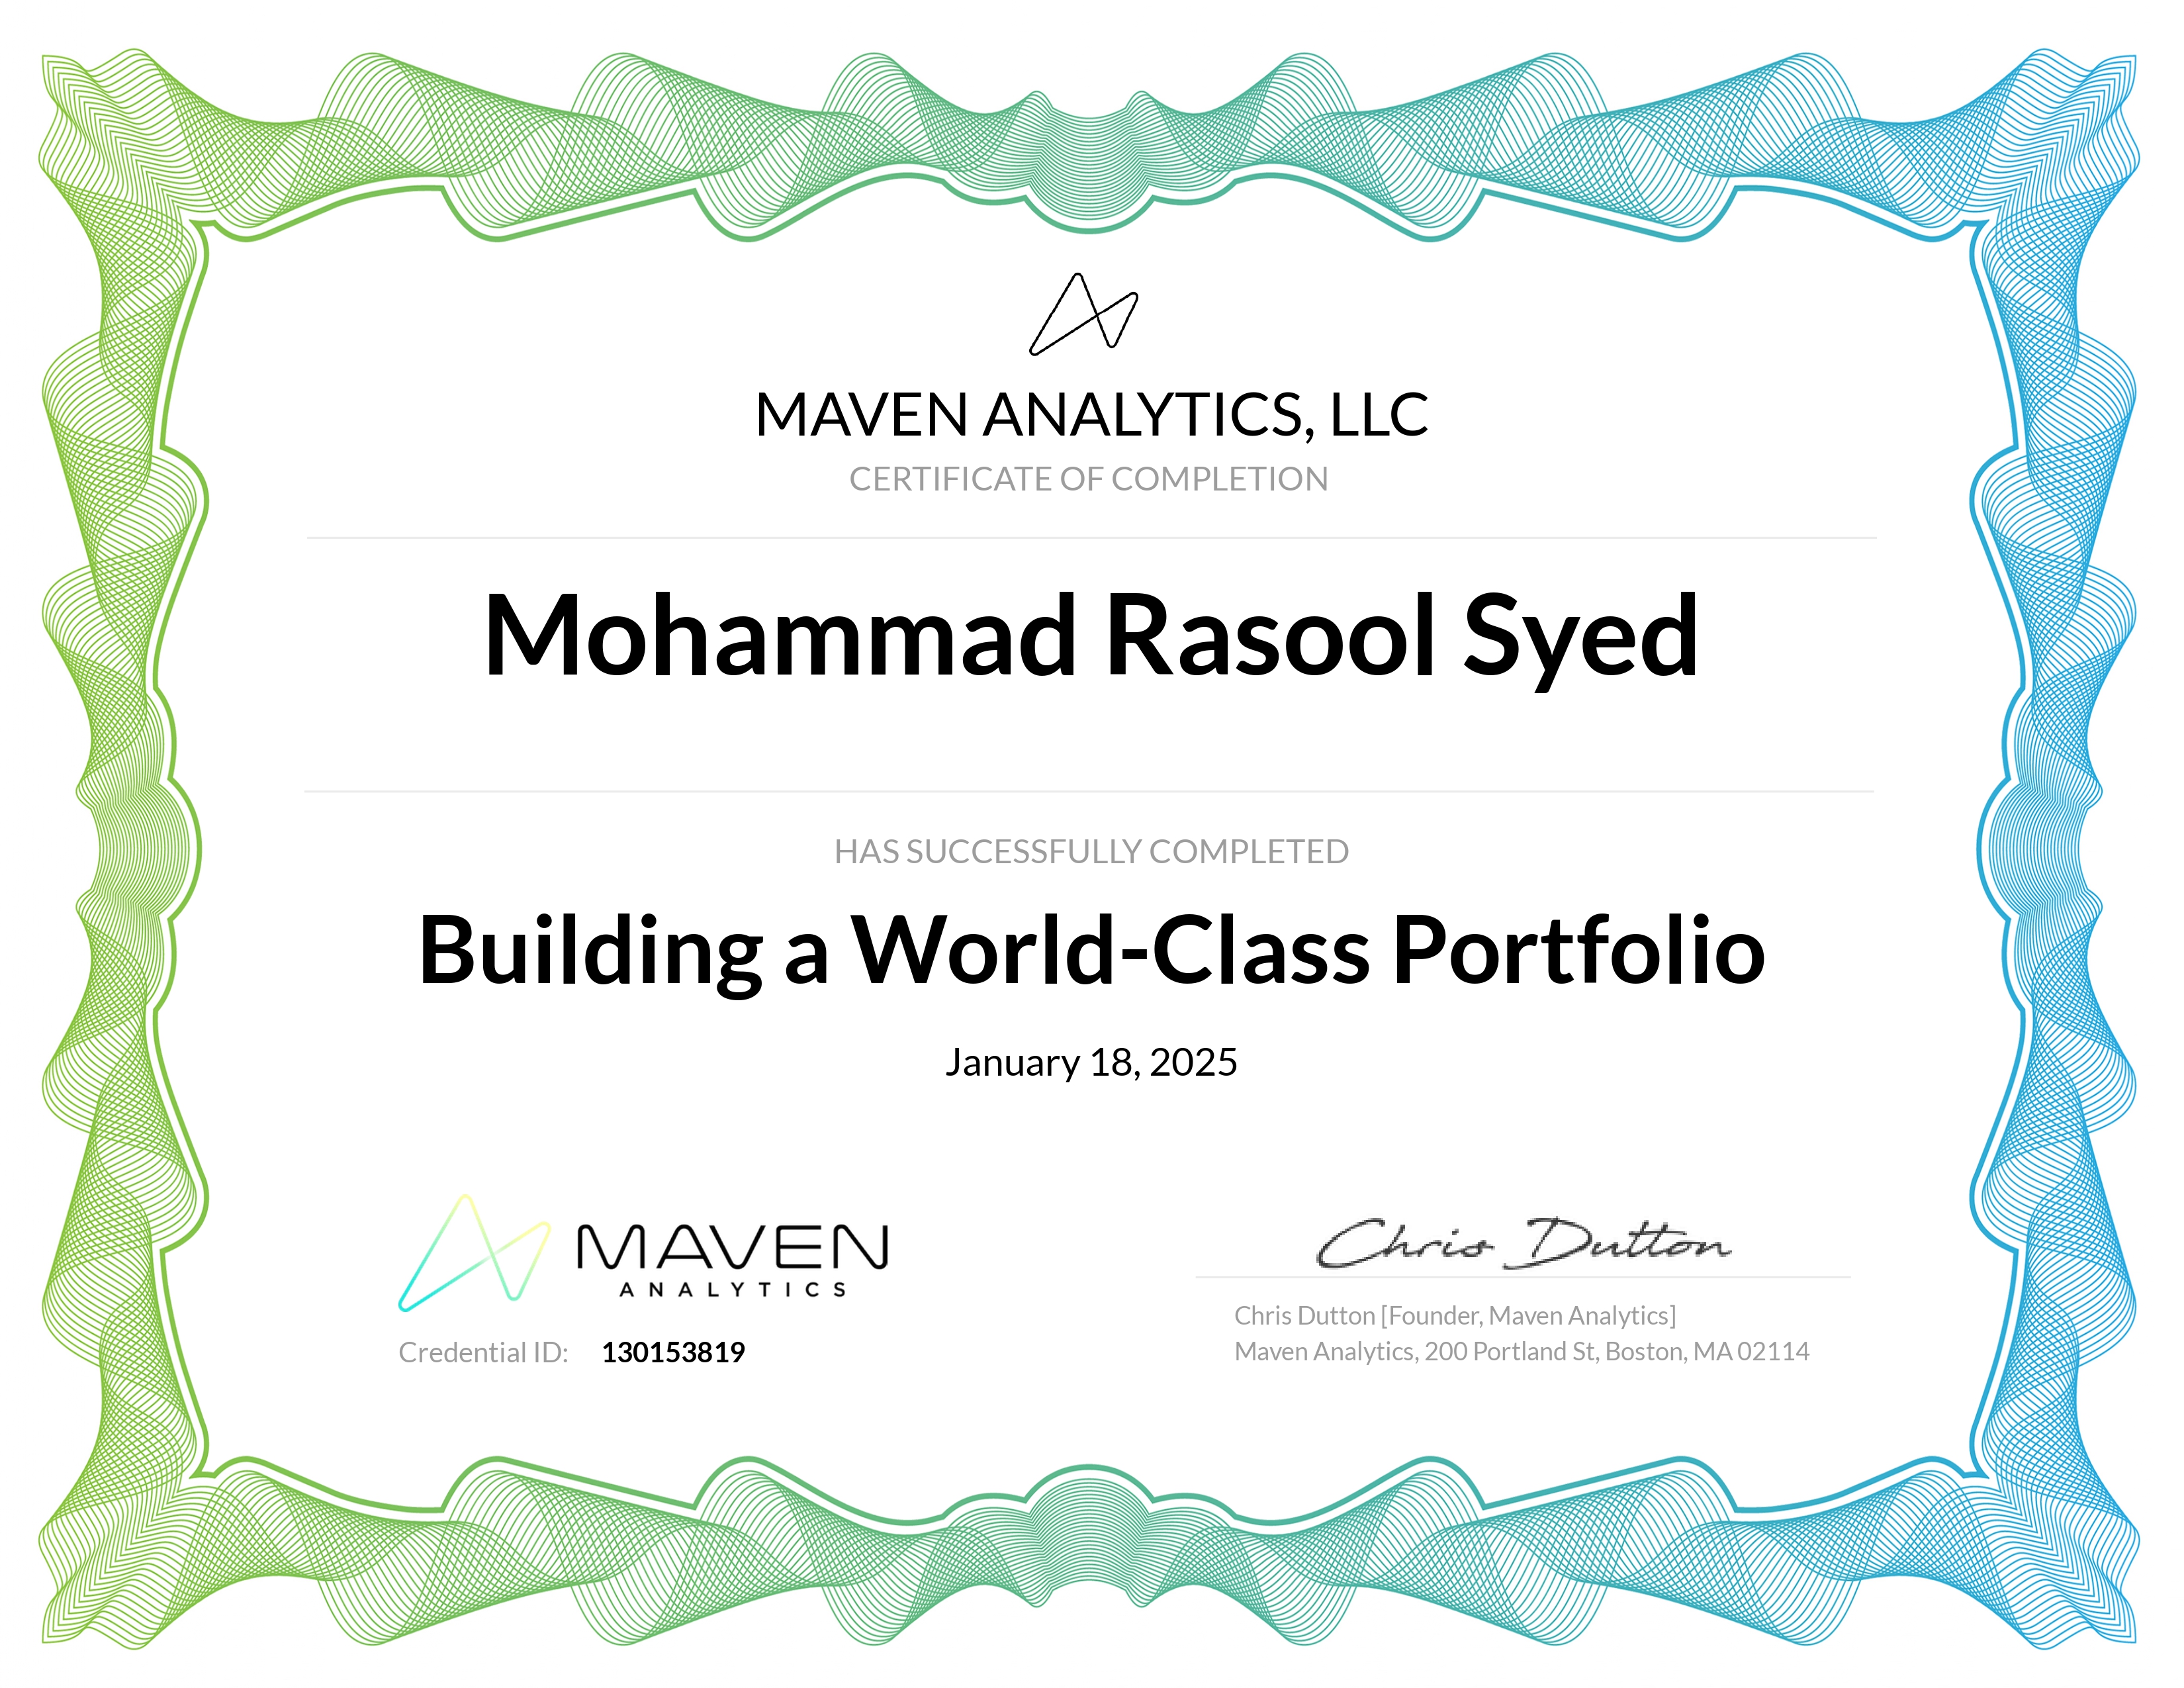 MAVEN ANALYTICS, LLC
CERTIFICATE OF COMPLETION
Mohammad Rasool Syed
HAS SUCCESSFULLY COMPLETED
Building a World-Class Portfolio
January 18, 2025
MAVEN
ANALYTICS
Credential ID: 130153819
Chris Dutton
Chris Dutton [Founder, Maven Analytics]
Maven Analytics, 200 Portland St, Boston, MA 02114